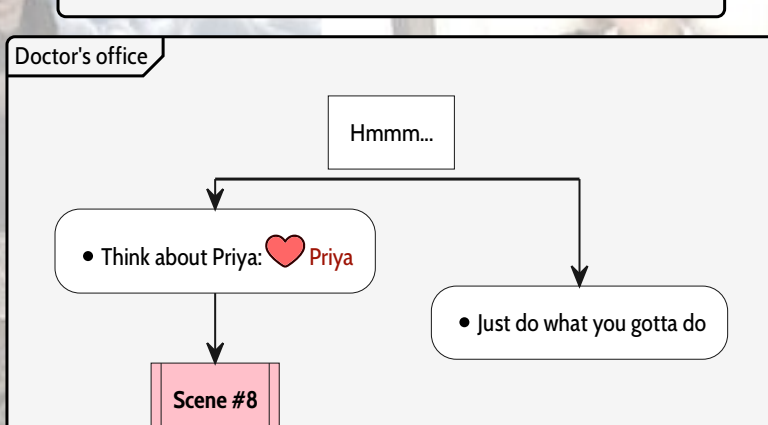 Doctor's office
Hmmm...
• Think about Priya: Priya
• Just do what you gotta do
Scene #8